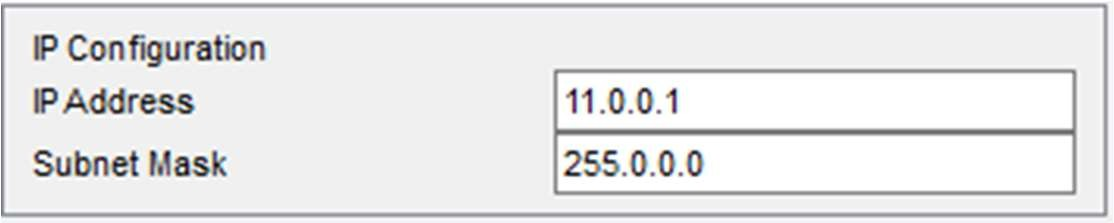 IP Configuration
IP Address 11.0.0.1
Subnet Mask 255.0.0.0